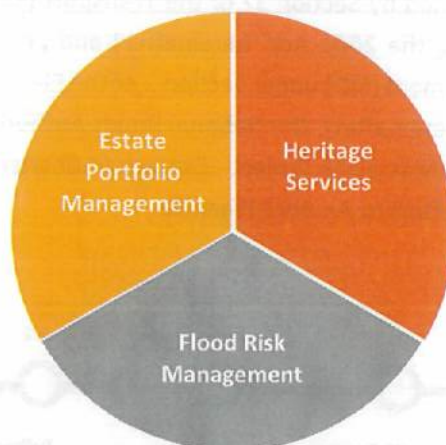 Estate
Portfolio
Management
Heritage
Services
Flood Risk
Management